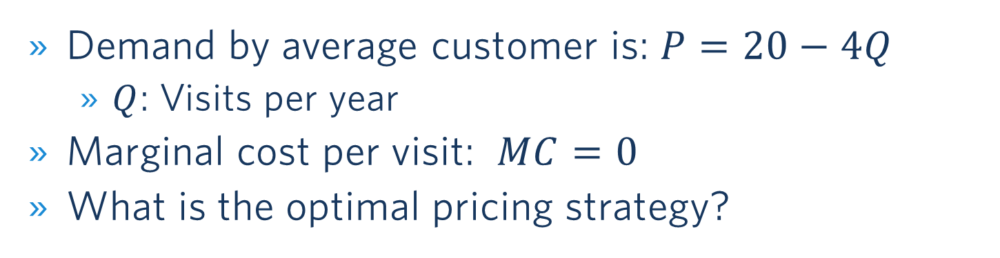 » Demand by average customer is: P = 20 − 4Q
» Q: Visits per year
» Marginal cost per visit: MC = 0
» What is the optimal pricing strategy?